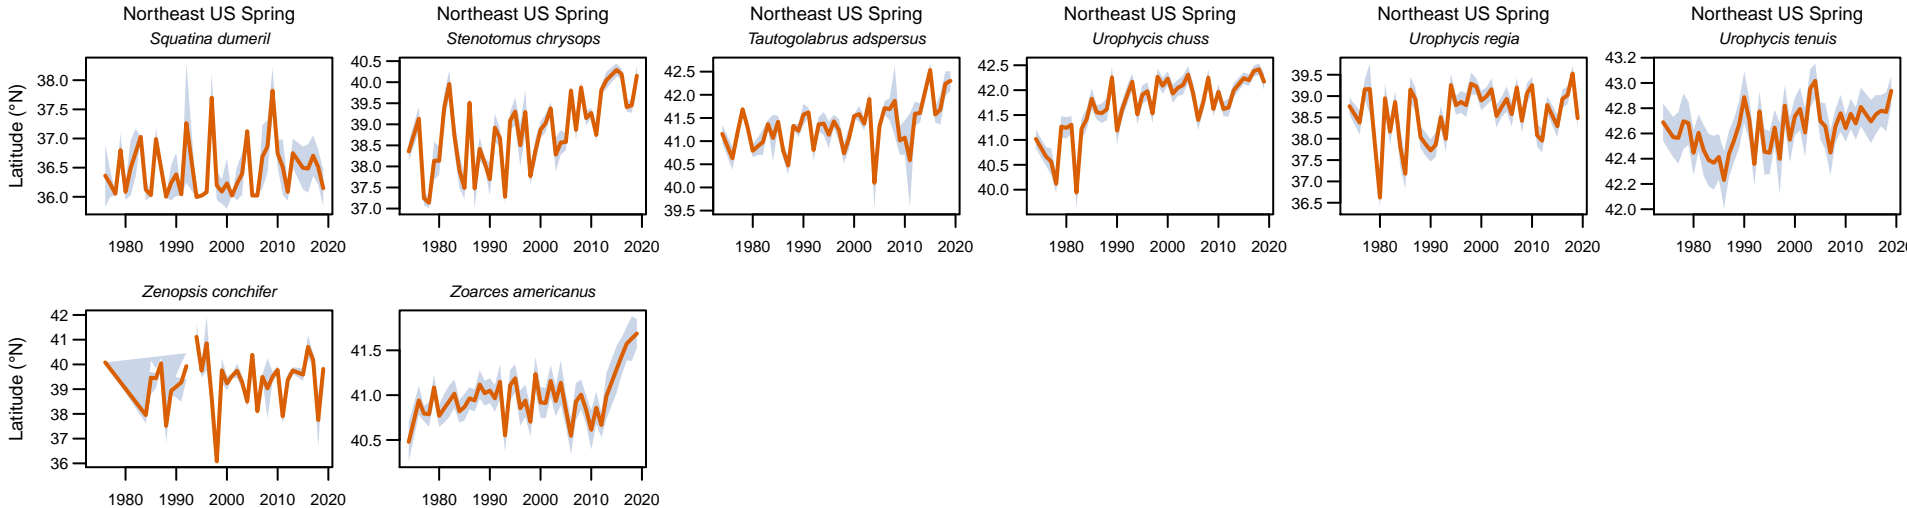 Northeast US Spring
Squatina dumeril
Northeast US Spring
Stenotomus chrysops
Northeast US Spring
Tautogolabrus adspersus
Northeast US Spring
Urophycis chuss
Northeast US Spring
Urophycis regia
Northeast US Spring
Urophycis tenuis
Latitude (°N)
38.0
37.5
37.0
36.5
36.0
1980 1990 2000 2010 2020
40.5
40.0
39.5
39.0
38.5
38.0
37.5
37.0
1980 1990 2000 2010 2020
42.5
42.0
41.5
41.0
40.5
40.0
39.5
1980 1990 2000 2010 2020
42.5
42.0
41.5
41.0
40.5
40.0
1980 1990 2000 2010 2020
39.5
39.0
38.5
38.0
37.5
37.0
36.5
1980 1990 2000 2010 2020
43.2
43.0
42.8
42.6
42.4
42.2
42.0
1980 1990 2000 2010 2020
Zenopsis conchifer
Zoarces americanus
Latitude (°N)
42
41
40
39
38
37
36
1980 1990 2000 2010 2020
41.5
41.0
40.5
1980 1990 2000 2010 2020